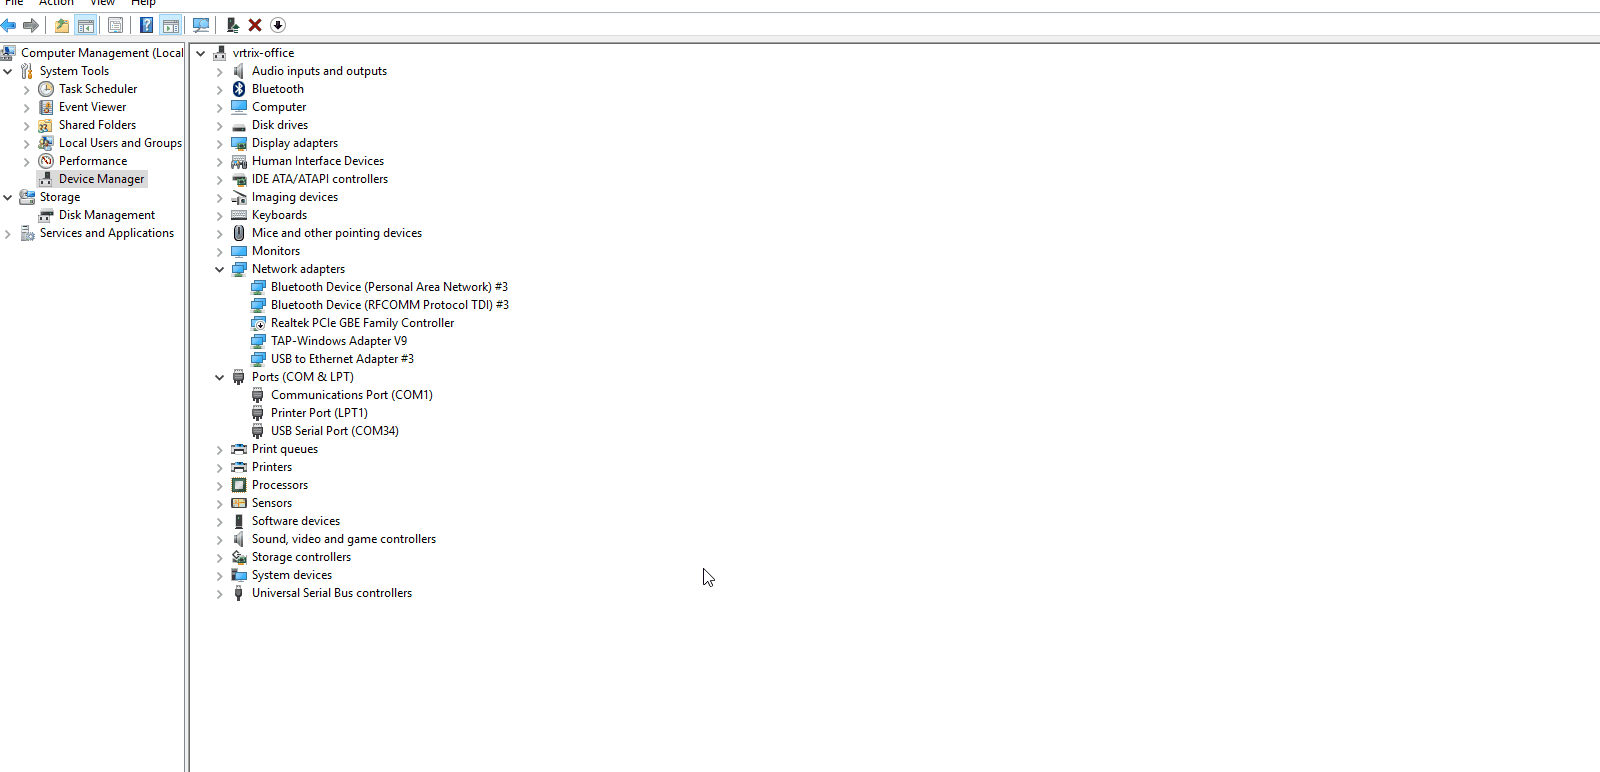 File Action View Help
Computer Management (Local
System Tools
Task Scheduler
Event Viewer
Shared Folders
Local Users and Groups
Performance
Device Manager
Storage
Disk Management
Services and Applications
vrtrix-office
Audio inputs and outputs
Bluetooth
Computer
Disk drives
Display adapters
Human Interface Devices
IDE ATA/ATAPI controllers
Imaging devices
Keyboards
Mice and other pointing devices
Monitors
Network adapters
Bluetooth Device (Personal Area Network) #3
Bluetooth Device (RFCOMM Protocol TDI) #3
Realtek PCIe GBE Family Controller
TAP-Windows Adapter V9
USB to Ethernet Adapter #3
Ports (COM & LPT)
Communications Port (COM1)
Printer Port (LPT1)
USB Serial Port (COM34)
Print queues
Printers
Processors
Sensors
Software devices
Sound, video and game controllers
Storage controllers
System devices
Universal Serial Bus controllers